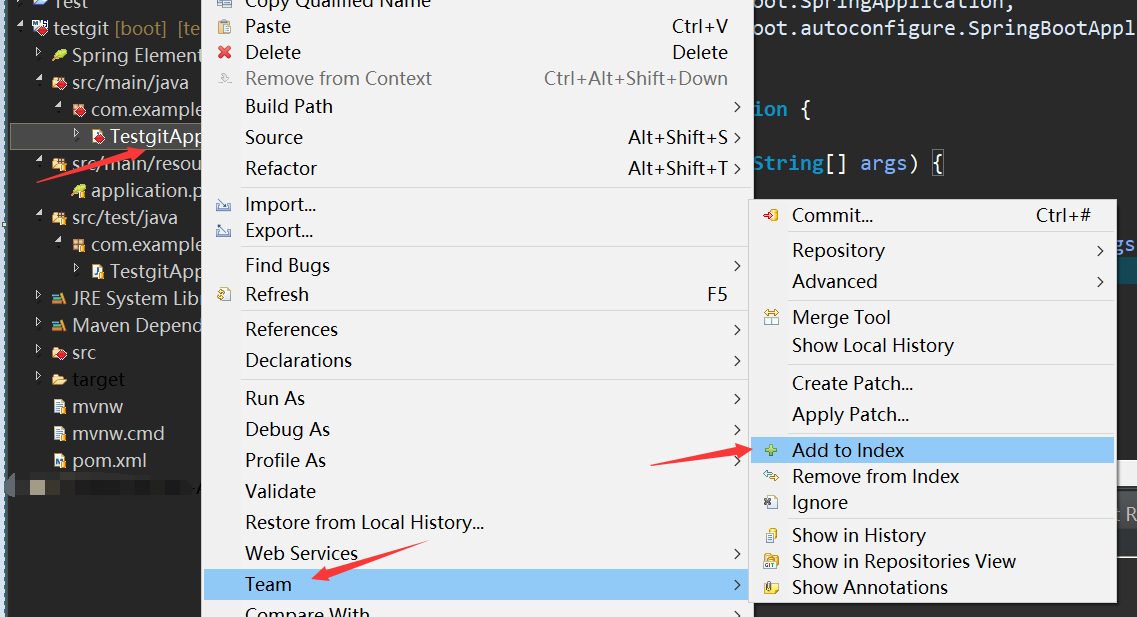 Test
testgit [boot] [te
Spring Element
src/main/java
com.example
TestgitApp
src/main/resou
application.p
src/test/java
com.example
TestgitApp
JRE System Lib
Maven Depend
src
target
mvnw
mvnw.cmd
pom.xml
Copy Qualified Name
Paste Ctrl+V
Delete Delete
Remove from Context Ctrl+Alt+Shift+Down
Build Path
Source Alt+Shift+S
Refactor Alt+Shift+T
Import...
Export...
Find Bugs
Refresh F5
References
Declarations
Run As
Debug As
Profile As
Validate
Restore from Local History...
Web Services
Team
Compare With
oot.SpringApplication;
oot.autoconfigure.SpringBootAppl
ion {
String[] args) {
gs
Commit... Ctrl+#
Repository
Advanced
Merge Tool
Show Local History
Create Patch...
Apply Patch...
Add to Index
Remove from Index
Ignore
Show in History
Show in Repositories View
Show Annotations